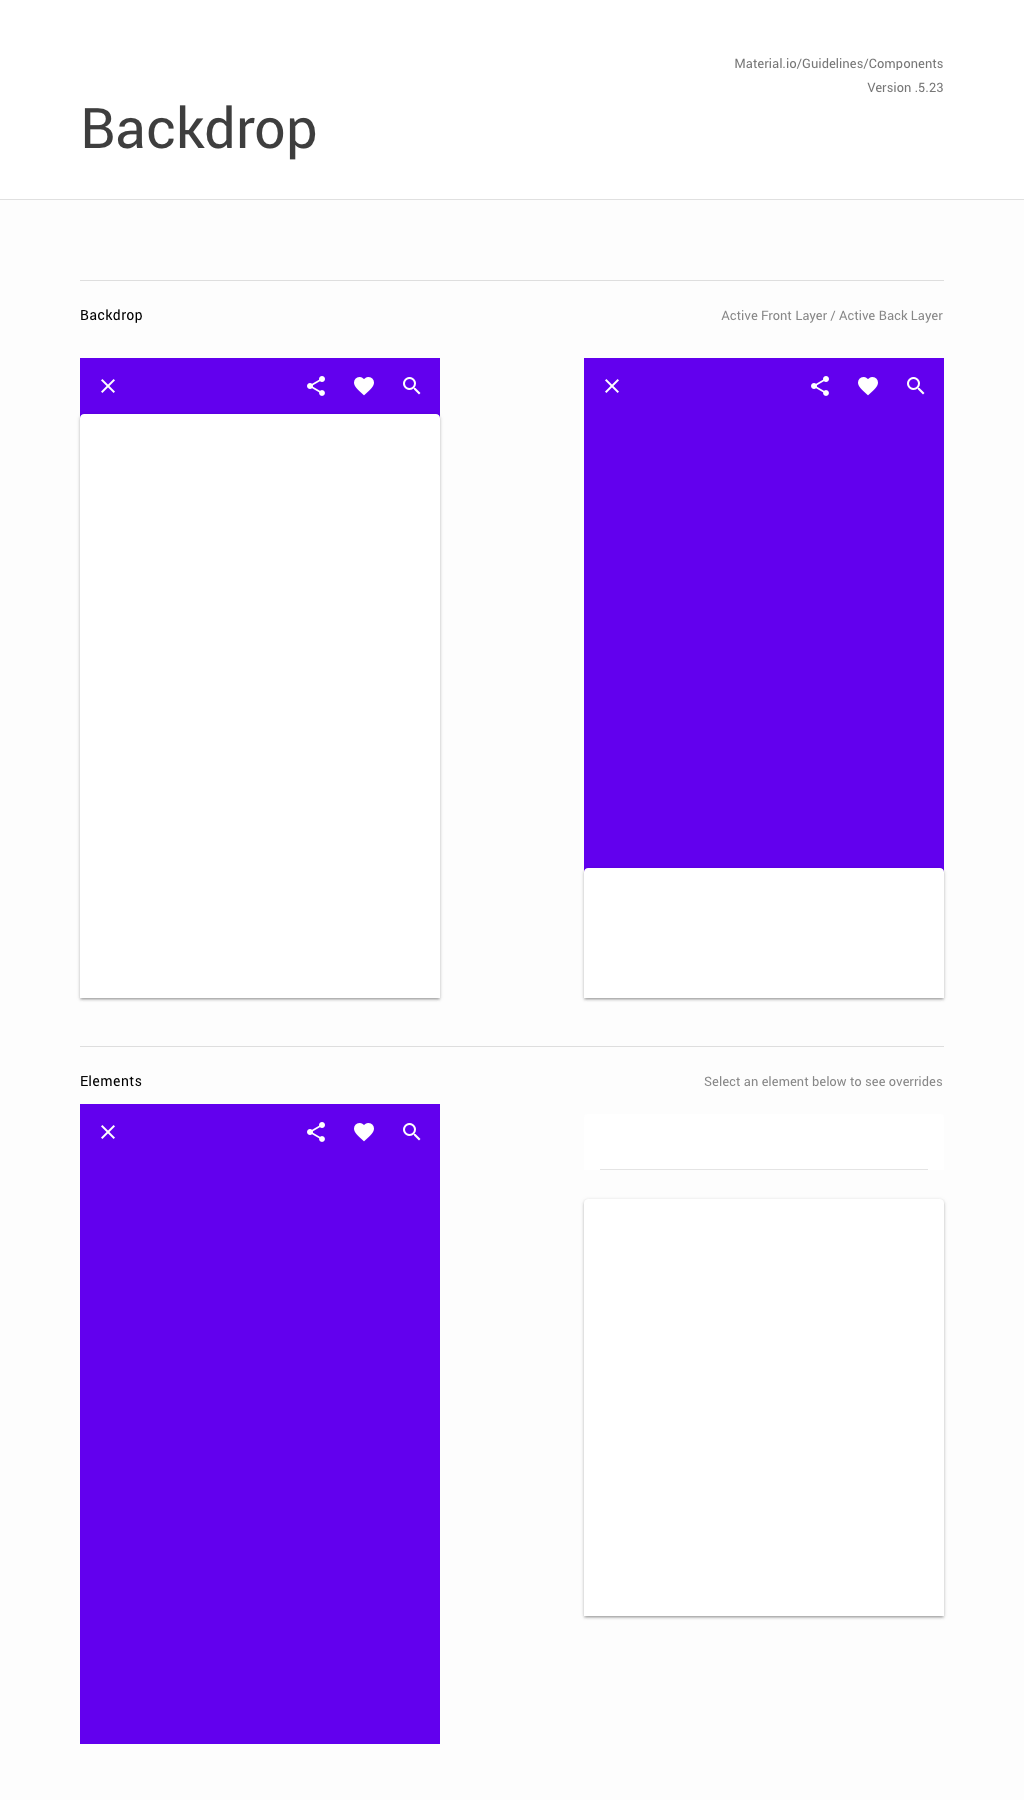 Material.io/Guidelines/Components
Version .5.23
Backdrop
Backdrop
Active Front Layer / Active Back Layer
Elements
Select an element below to see overrides